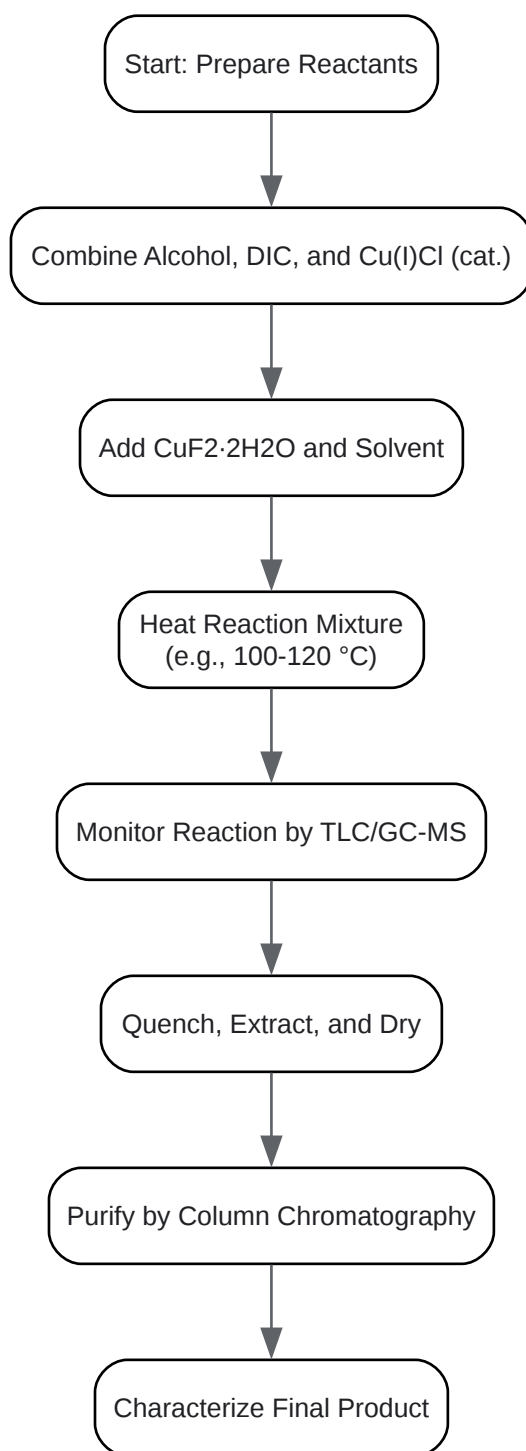 Start: Prepare Reactants
Combine Alcohol, DIC, and Cu(I)Cl (cat.)
Add CuF2·2H2O and Solvent
Heat Reaction Mixture
(e.g., 100-120 °C)
Monitor Reaction by TLC/GC-MS
Quench, Extract, and Dry
Purify by Column Chromatography
Characterize Final Product